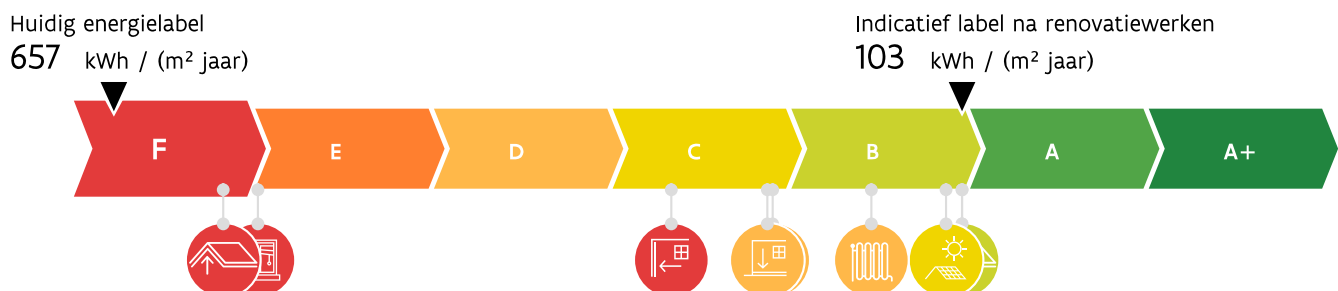 Huidig energielabel
657 kWh / (m² jaar)
Indicatief label na renovatiewerken
103 kWh / (m² jaar)
F E D C B A A+